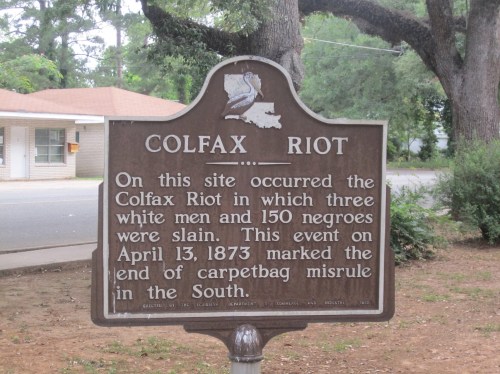 COLFAX RIOT
On this site occurred the
Colfax Riot in which three
white men and 150 negroes
were slain. This event on
April 13, 1873 marked the
end of carpetbag misrule
in the South.